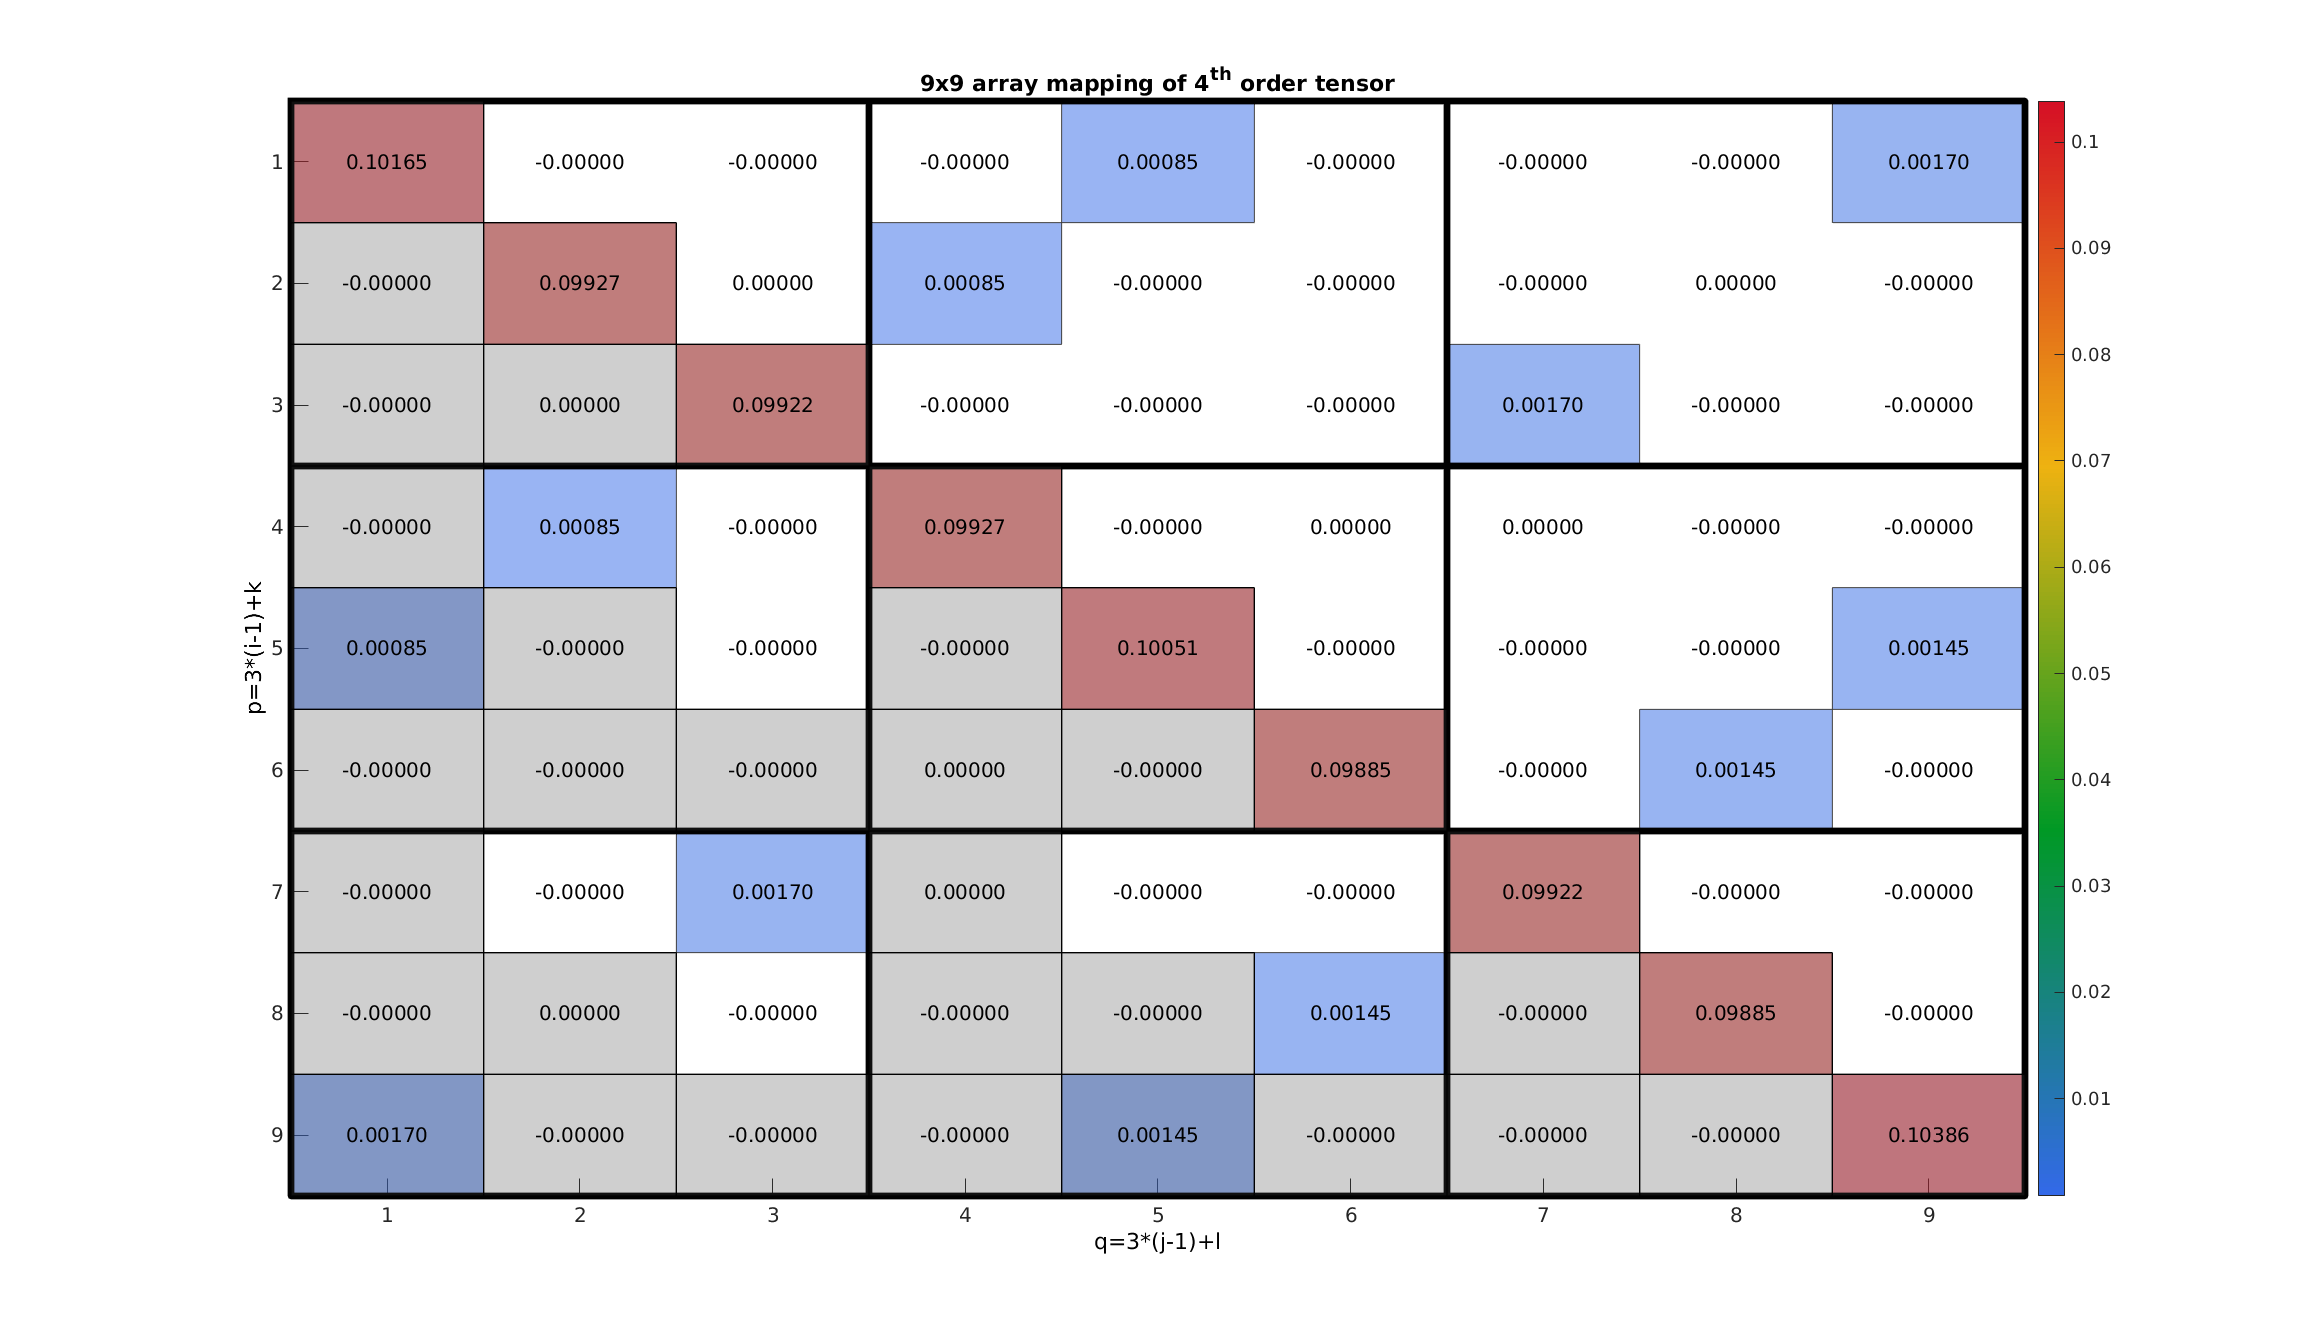 9x9 array mapping of 4th order tensor
1 0.10165 -0.00000 -0.00000 -0.00000 0.00085 -0.00000 -0.00000 -0.00000 0.00170
2 -0.00000 0.09927 0.00000 0.00085 -0.00000 -0.00000 -0.00000 0.00000 -0.00000
3 -0.00000 0.00000 0.09922 -0.00000 -0.00000 -0.00000 0.00170 -0.00000 -0.00000
4 -0.00000 0.00085 -0.00000 0.09927 -0.00000 0.00000 0.00000 -0.00000 -0.00000
5 0.00085 -0.00000 -0.00000 -0.00000 0.10051 -0.00000 -0.00000 -0.00000 0.00145
6 -0.00000 -0.00000 -0.00000 0.00000 -0.00000 0.09885 -0.00000 0.00145 -0.00000
7 -0.00000 -0.00000 0.00170 0.00000 -0.00000 -0.00000 0.09922 -0.00000 -0.00000
8 -0.00000 0.00000 -0.00000 -0.00000 -0.00000 0.00145 -0.00000 0.09885 -0.00000
9 0.00170 -0.00000 -0.00000 -0.00000 0.00145 -0.00000 -0.00000 -0.00000 0.10386
1 2 3 4 5 6 7 8 9
q=3*(j-1)+l
p=3*(i-1)+k
0.1
0.09
0.08
0.07
0.06
0.05
0.04
0.03
0.02
0.01